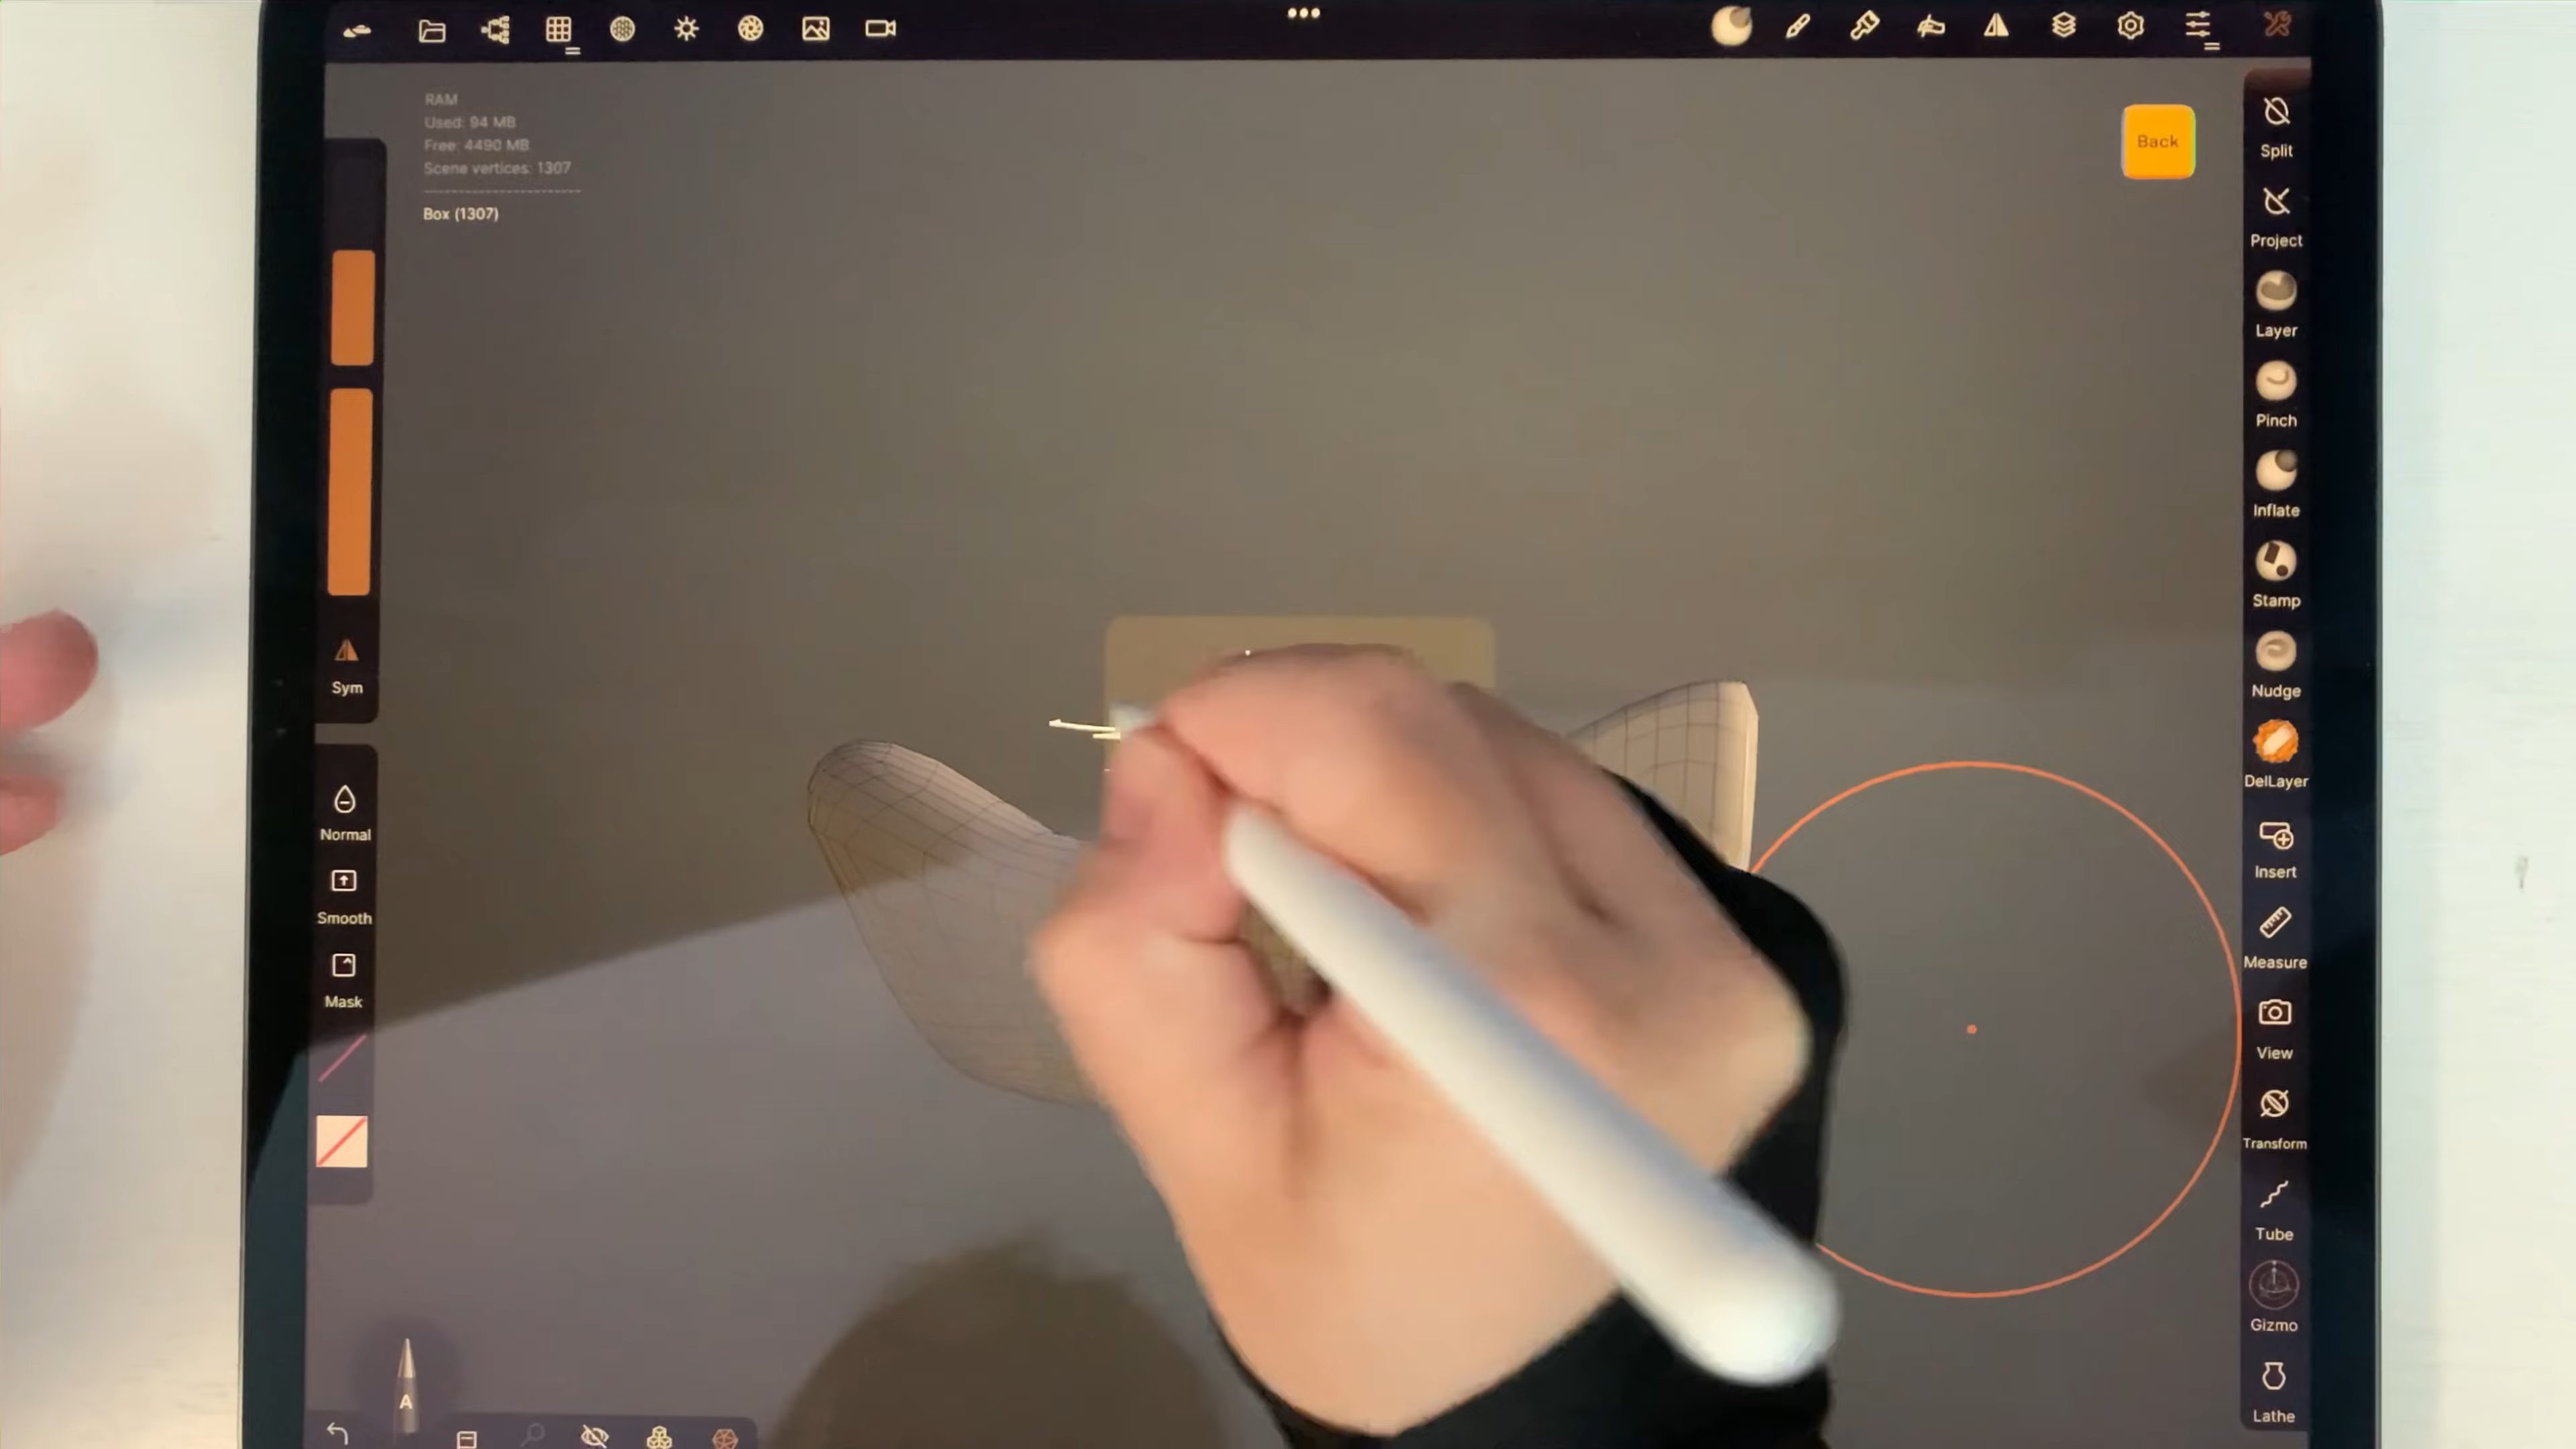 RAM
Used: 94 MB
Free: 4490 MB
Scene vertices: 1307
Box (1307)
Back
Sym
Normal
Smooth
Mask
A
Split
Project
Layer
Pinch
Inflate
Stamp
Nudge
DelLayer
Insert
Measure
View
Transform
Tube
Gizmo
Lathe